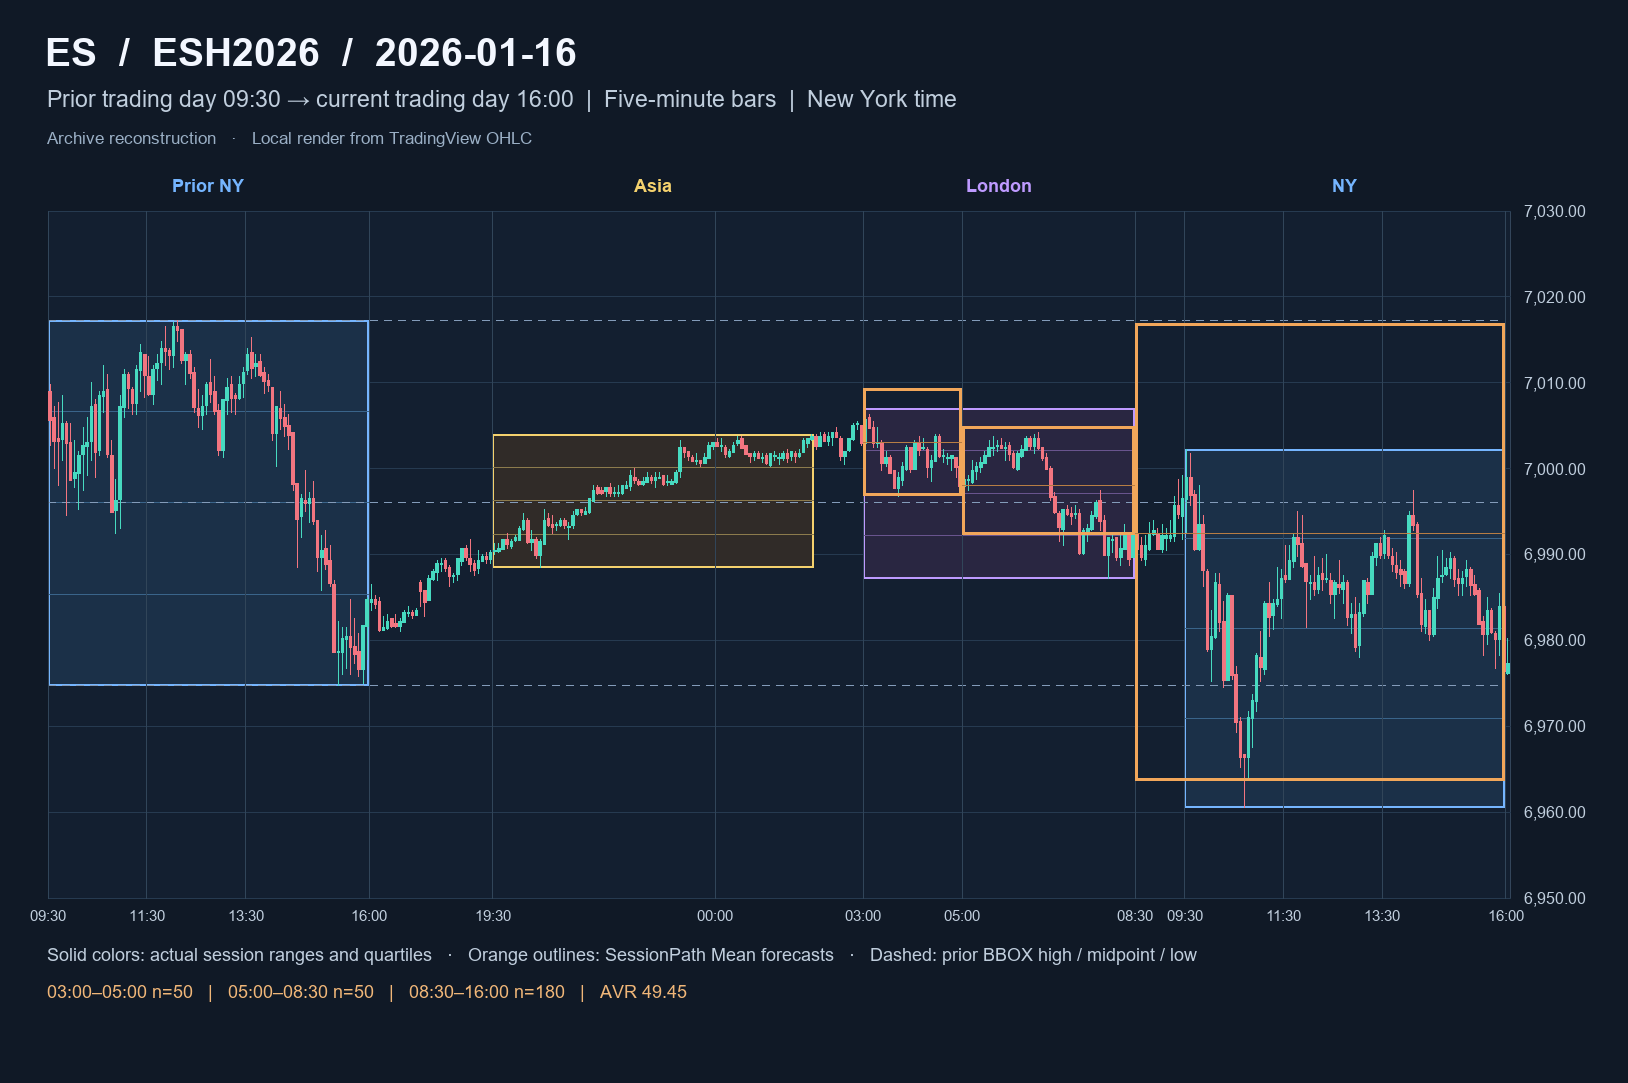 ES / ESH2026 / 2026-01-16
Prior trading day 09:30 → current trading day 16:00 | Five-minute bars | New York time
Archive reconstruction · Local render from TradingView OHLC
Prior NY Asia London NY
7,030.00
7,020.00
7,010.00
7,000.00
6,990.00
6,980.00
6,970.00
6,960.00
6,950.00
09:30 11:30 13:30 16:00 19:30 00:00 03:00 05:00 08:30 09:30 11:30 13:30 16:00
Solid colors: actual session ranges and quartiles · Orange outlines: SessionPath Mean forecasts · Dashed: prior BBOX high / midpoint / low
03:00–05:00 n=50 | 05:00–08:30 n=50 | 08:30–16:00 n=180 | AVR 49.45